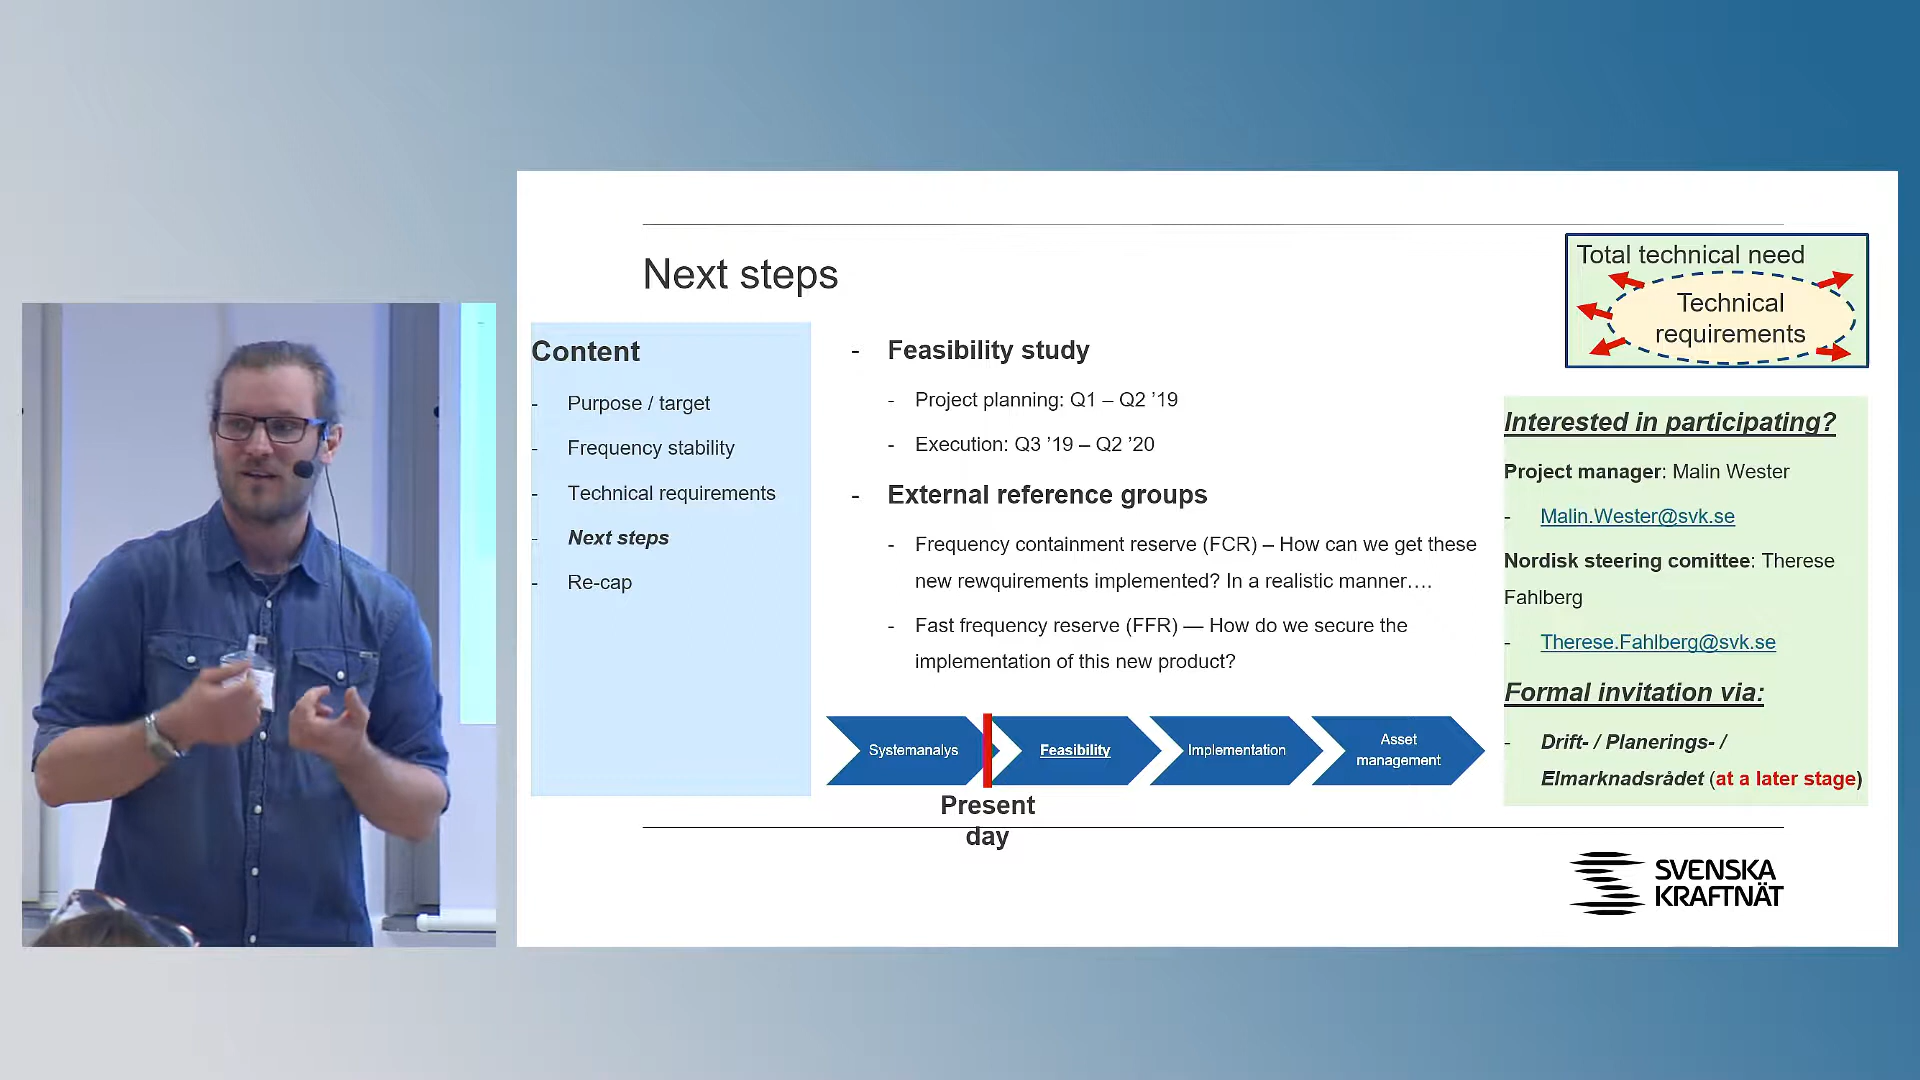 Next steps
Total technical need
Technical
requirements
Content
- Purpose / target
- Frequency stability
- Technical requirements
- Next steps
- Re-cap
- Feasibility study
- Project planning: Q1 – Q2 ’19
- Execution: Q3 ’19 – Q2 ’20
- External reference groups
- Frequency containment reserve (FCR) – How can we get these
new rewquirements implemented? In a realistic manner….
- Fast frequency reserve (FFR) — How do we secure the
implementation of this new product?
Systemanalys
Feasibility
Implementation
Asset
management
Present
day
Interested in participating?
Project manager: Malin Wester
- Malin.Wester@svk.se
Nordisk steering comittee: Therese
Fahlberg
- Therese.Fahlberg@svk.se
Formal invitation via:
- Drift- / Planerings- /
Elmarknadsrådet (at a later stage)
SVENSKA
KRAFTNÄT